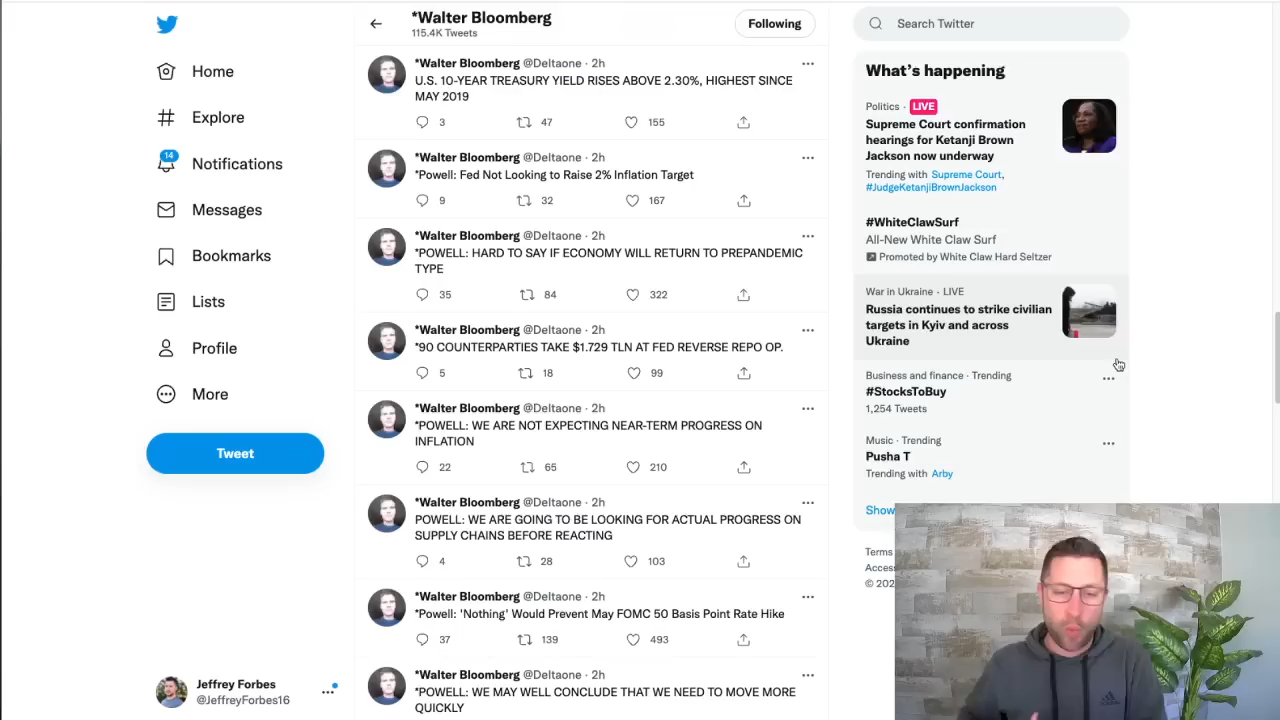 Home
Explore
14
Notifications
Messages
Bookmarks
Lists
Profile
More
Tweet
Jeffrey Forbes
@JeffreyForbes16
*Walter Bloomberg
115.4K Tweets
Following
*Walter Bloomberg @Deltaone · 2h
U.S. 10-YEAR TREASURY YIELD RISES ABOVE 2.30%, HIGHEST SINCE
MAY 2019
3 47 155
*Walter Bloomberg @Deltaone · 2h
*Powell: Fed Not Looking to Raise 2% Inflation Target
9 32 167
*Walter Bloomberg @Deltaone · 2h
*POWELL: HARD TO SAY IF ECONOMY WILL RETURN TO PREPANDEMIC
TYPE
35 84 322
*Walter Bloomberg @Deltaone · 2h
*90 COUNTERPARTIES TAKE $1.729 TLN AT FED REVERSE REPO OP.
5 18 99
*Walter Bloomberg @Deltaone · 2h
*POWELL: WE ARE NOT EXPECTING NEAR-TERM PROGRESS ON
INFLATION
22 65 210
*Walter Bloomberg @Deltaone · 2h
POWELL: WE ARE GOING TO BE LOOKING FOR ACTUAL PROGRESS ON
SUPPLY CHAINS BEFORE REACTING
4 28 103
*Walter Bloomberg @Deltaone · 2h
*Powell: 'Nothing' Would Prevent May FOMC 50 Basis Point Rate Hike
37 139 493
*Walter Bloomberg @Deltaone · 2h
*POWELL: WE MAY WELL CONCLUDE THAT WE NEED TO MOVE MORE
QUICKLY
Search Twitter
What's happening
Politics · LIVE
Supreme Court confirmation
hearings for Ketanji Brown
Jackson now underway
Trending with Supreme Court,
#JudgeKetanjiBrownJackson
#WhiteClawSurf
All-New White Claw Surf
Promoted by White Claw Hard Seltzer
War in Ukraine · LIVE
Russia continues to strike civilian
targets in Kyiv and across
Ukraine
Business and finance · Trending
#StocksToBuy
1,254 Tweets
Music · Trending
Pusha T
Trending with Arby
Show
Terms
Acces
© 202